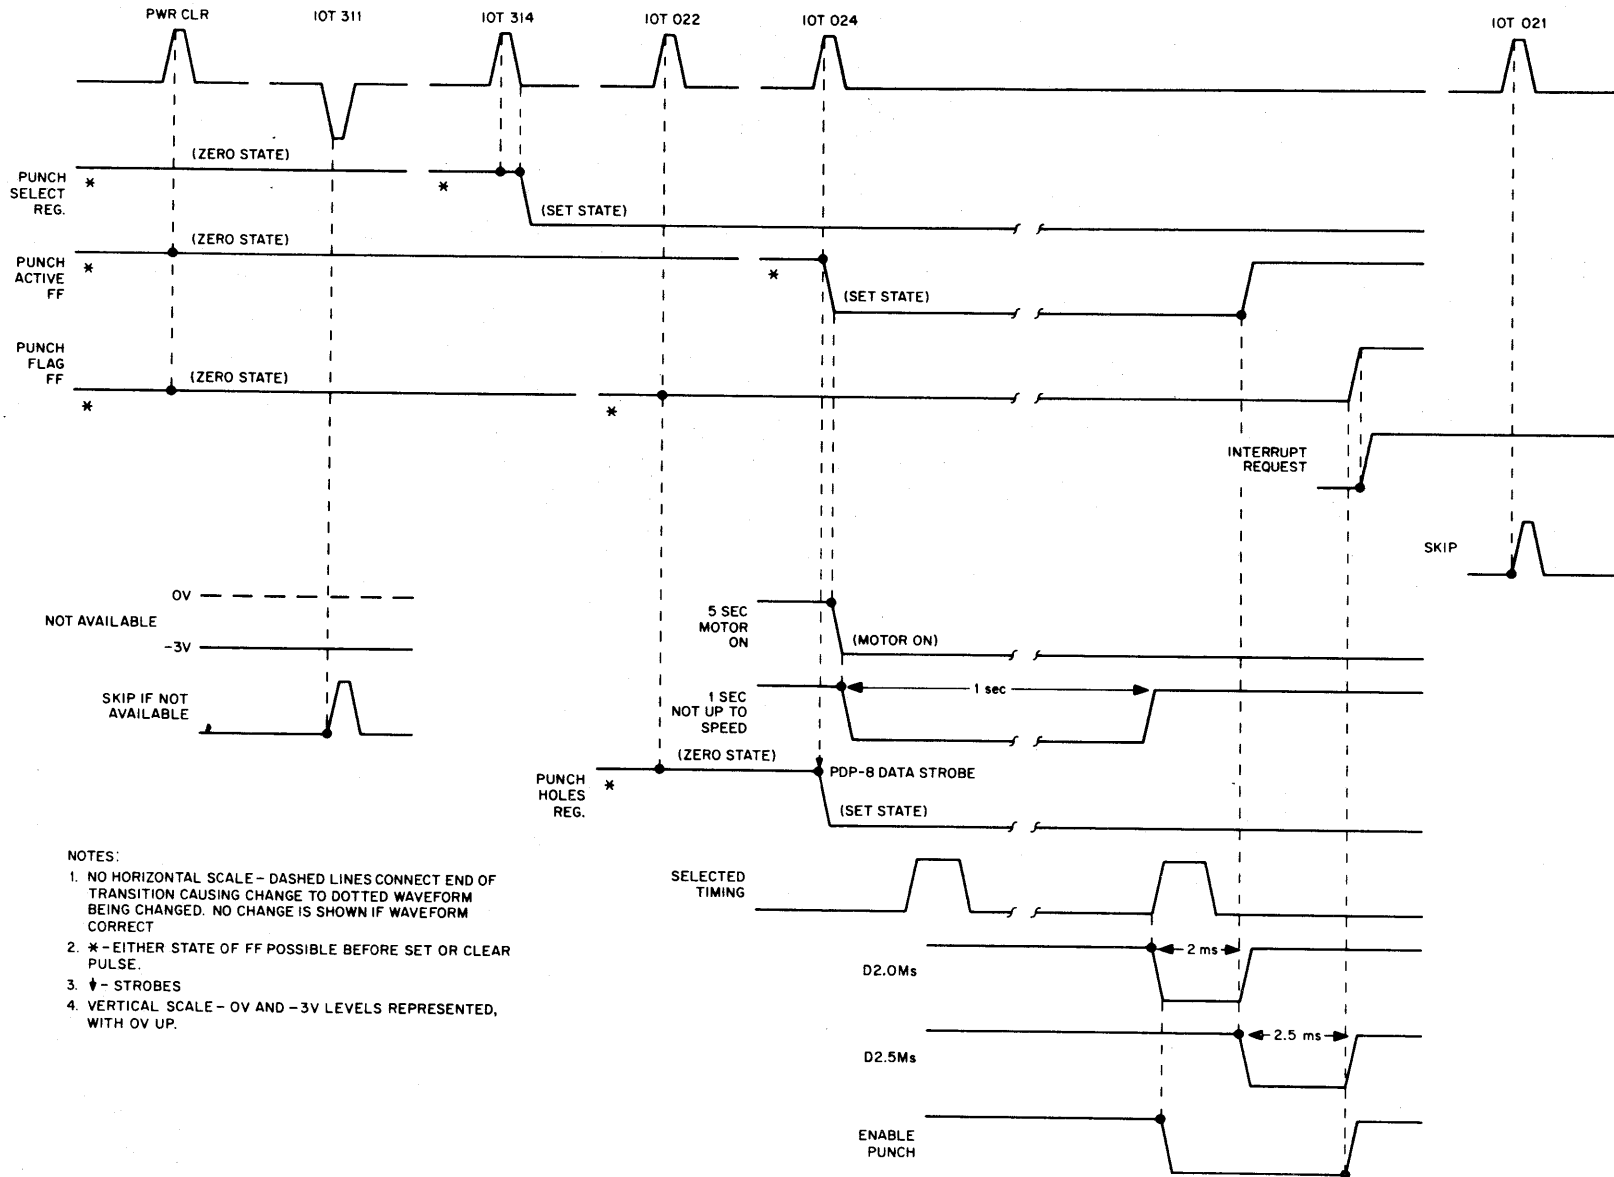 PWR CLR
IOT 311
IOT 314
IOT 022
IOT 024
IOT 021
PUNCH
SELECT
REG.
*
(ZERO STATE)
*
(SET STATE)
PUNCH
ACTIVE
FF
*
(ZERO STATE)
*
(SET STATE)
PUNCH
FLAG
FF
*
(ZERO STATE)
*
INTERRUPT
REQUEST
SKIP
0V
NOT AVAILABLE
-3V
SKIP IF NOT
AVAILABLE
5 SEC
MOTOR
ON
(MOTOR ON)
1 SEC
NOT UP TO
SPEED
1 sec
PUNCH
HOLES
REG.
*
(ZERO STATE)
PDP-8 DATA STROBE
(SET STATE)
SELECTED
TIMING
D2.0Ms
2 ms
D2.5Ms
2.5 ms
ENABLE
PUNCH
NOTES:
1. NO HORIZONTAL SCALE – DASHED LINES CONNECT END OF
TRANSITION CAUSING CHANGE TO DOTTED WAVEFORM
BEING CHANGED. NO CHANGE IS SHOWN IF WAVEFORM
CORRECT
2. * – EITHER STATE OF FF POSSIBLE BEFORE SET OR CLEAR
PULSE.
3. ↓ – STROBES
4. VERTICAL SCALE – 0V AND –3V LEVELS REPRESENTED,
WITH 0V UP.